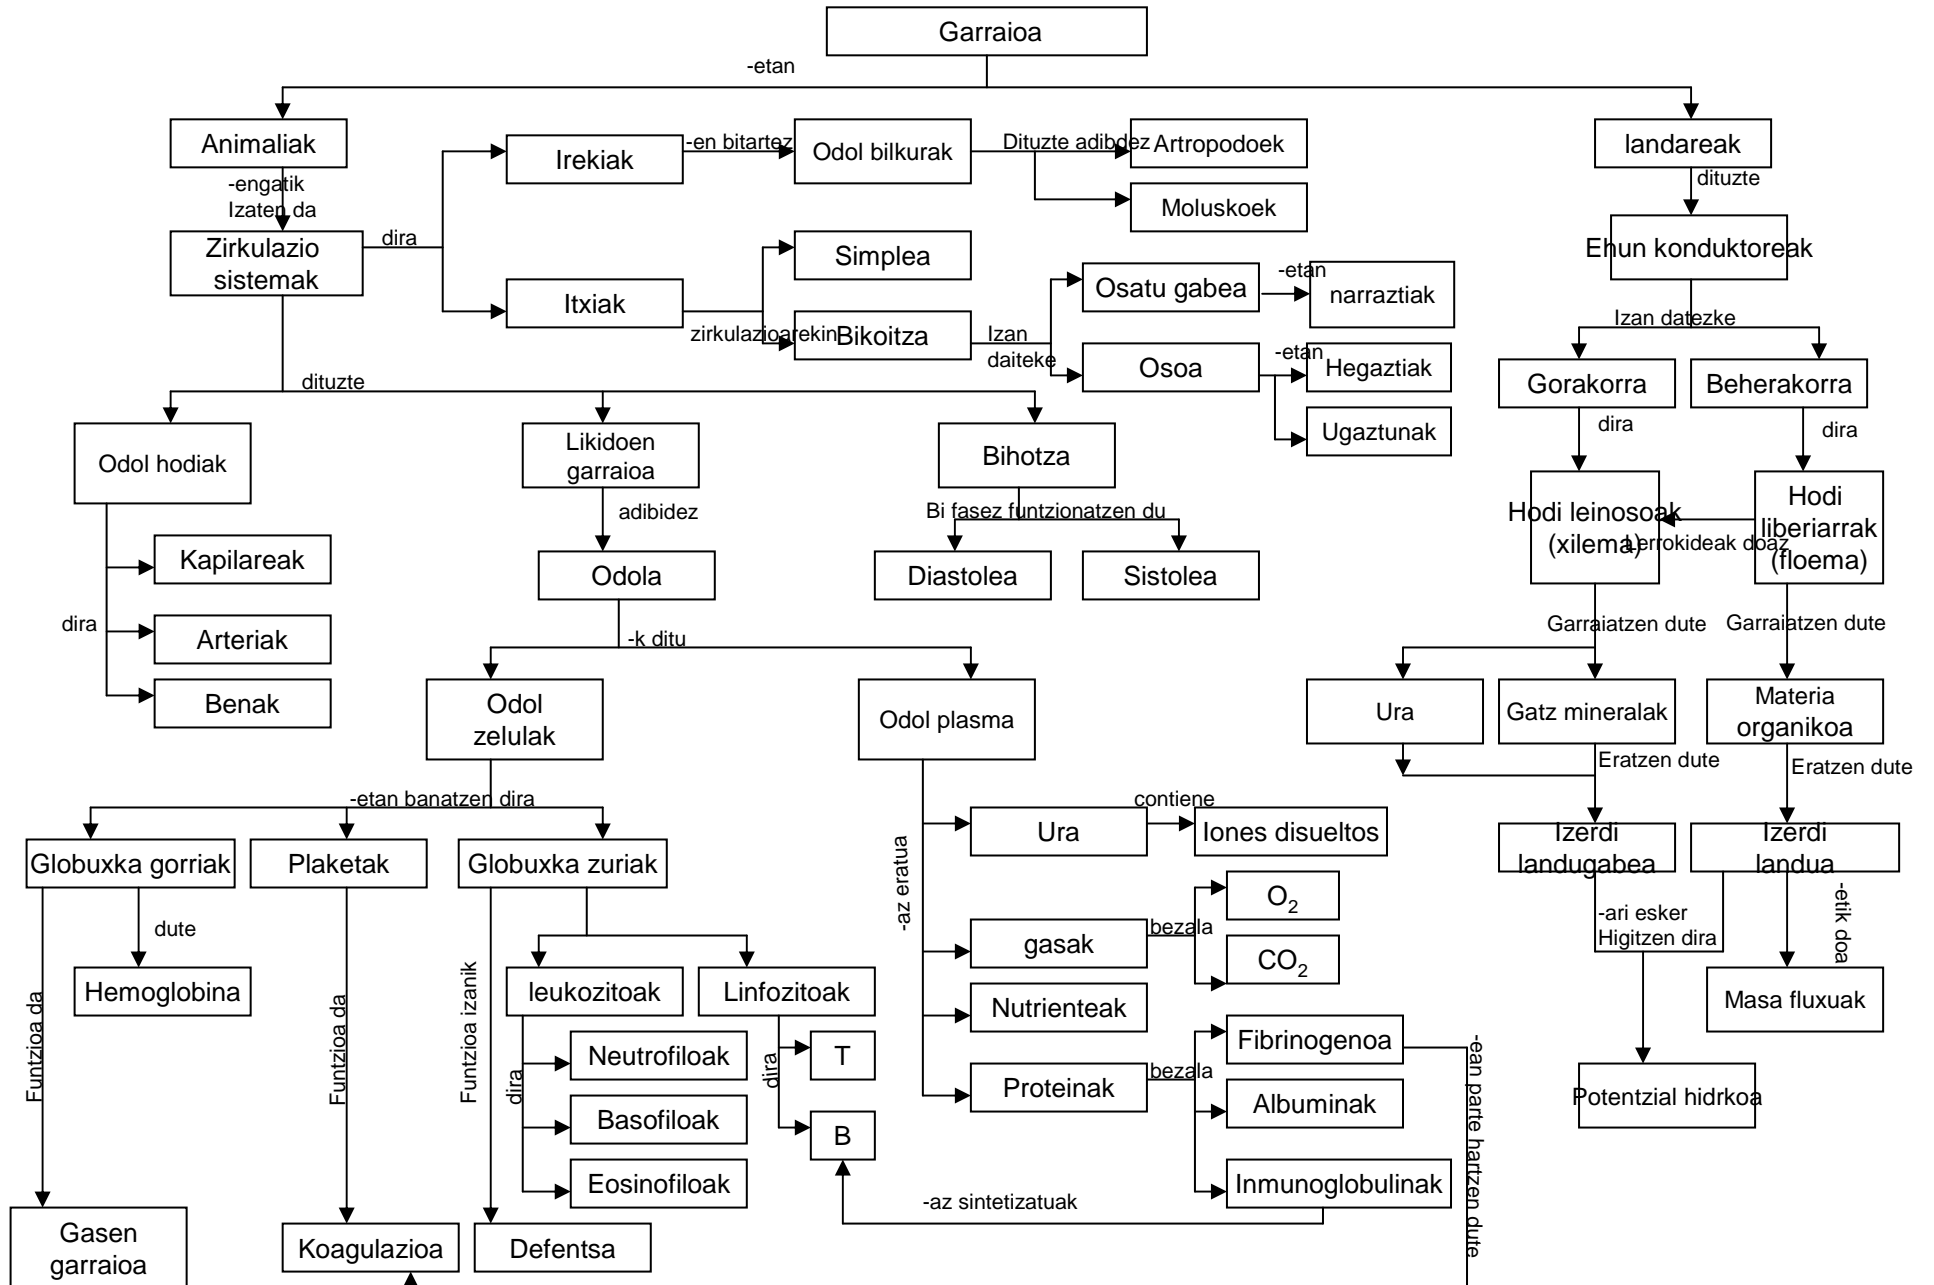 Garraioa
-etan
Animaliak
Irekiak
-en bitartez
Odol bilkurak
Dituzte adibdez
Artropodoek
landareak
-engatik
Izaten da
dituzte
Moluskoek
Zirkulazio
sistemak
dira
Simplea
Ehun konduktoreak
Itxiak
zirkulazioarekin
Bikoitza
Izan
daiteke
Osatu gabea
-etan
narraztiak
Osoa
-etan
Hegaztiak
Ugaztunak
Izan datezke
Gorakorra
Beherakorra
dira
dira
dituzte
Odol hodiak
Likidoen
garraioa
Bihotza
adibidez
Bi fasez funtzionatzen du
Hodi leinosoak
(xilema)
Lerrokideak doaz
Hodi
liberiarrak
(floema)
Kapilareak
Odola
Diastolea
Sistolea
dira
Arteriak
Benak
-k ditu
Garraiatzen dute
Garraiatzen dute
Odol
zelulak
Odol plasma
Ura
Gatz mineralak
Materia
organikoa
Eratzen dute
Eratzen dute
-etan banatzen dira
contiene
Globuxka gorriak
Plaketak
Globuxka zuriak
-az eratua
Ura
Iones disueltos
Izerdi
landugabea
Izerdi
landua
dute
gasak
bezala
O2
CO2
-ari esker
Higitzen dira
-etik doa
Hemoglobina
leukozitoak
Linfozitoak
Nutrienteak
Masa fluxuak
Funtzioa da
Funtzioa da
Funtzioa izanik
dira
Neutrofiloak
Basofiloak
Eosinofiloak
dira
T
B
Proteinak
bezala
Fibrinogenoa
Albuminak
Inmunoglobulinak
-ean parte hartzen dute
Potentzial hidrkoa
-az sintetizatuak
Gasen
garraioa
Koagulazioa
Defentsa